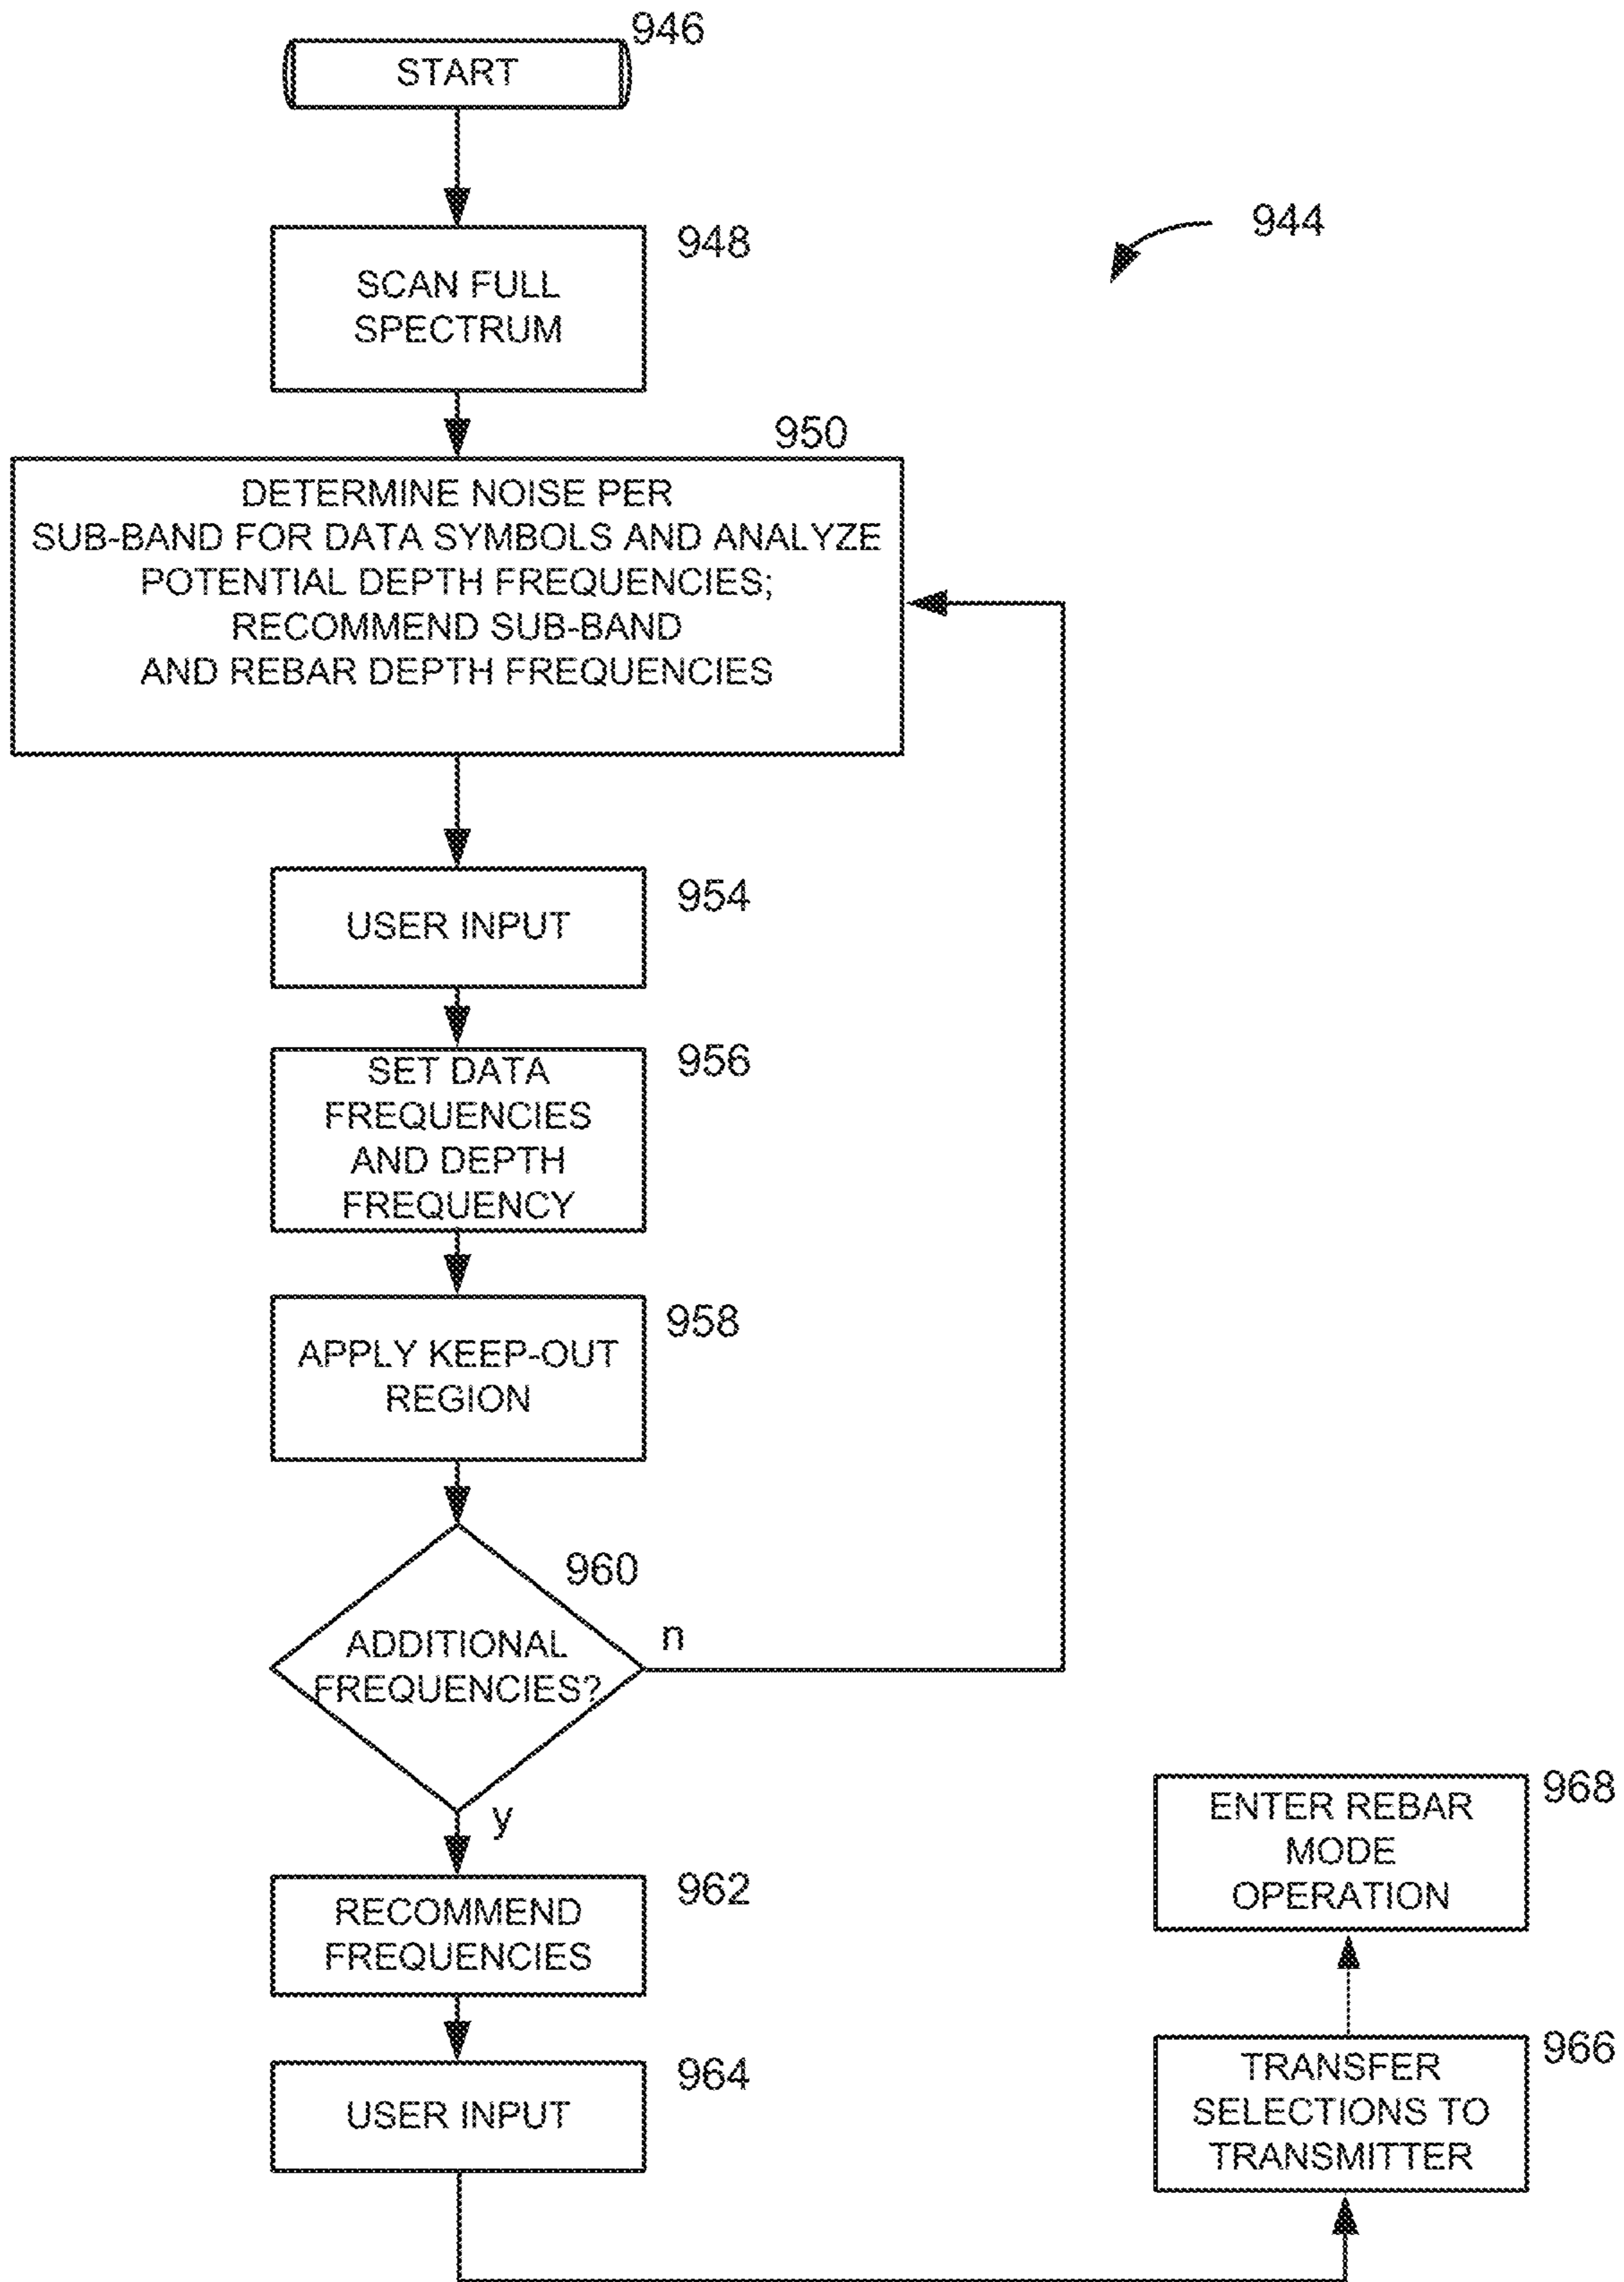 946
START
944
948
SCAN FULL
SPECTRUM
950
DETERMINE NOISE PER
SUB-BAND FOR DATA SYMBOLS AND ANALYZE
POTENTIAL DEPTH FREQUENCIES;
RECOMMEND SUB-BAND
AND REBAR DEPTH FREQUENCIES
954
USER INPUT
956
SET DATA
FREQUENCIES
AND DEPTH
FREQUENCY
958
APPLY KEEP-OUT
REGION
960
ADDITIONAL
FREQUENCIES?
n
y
962
RECOMMEND
FREQUENCIES
964
USER INPUT
966
TRANSFER
SELECTIONS TO
TRANSMITTER
968
ENTER REBAR
MODE
OPERATION